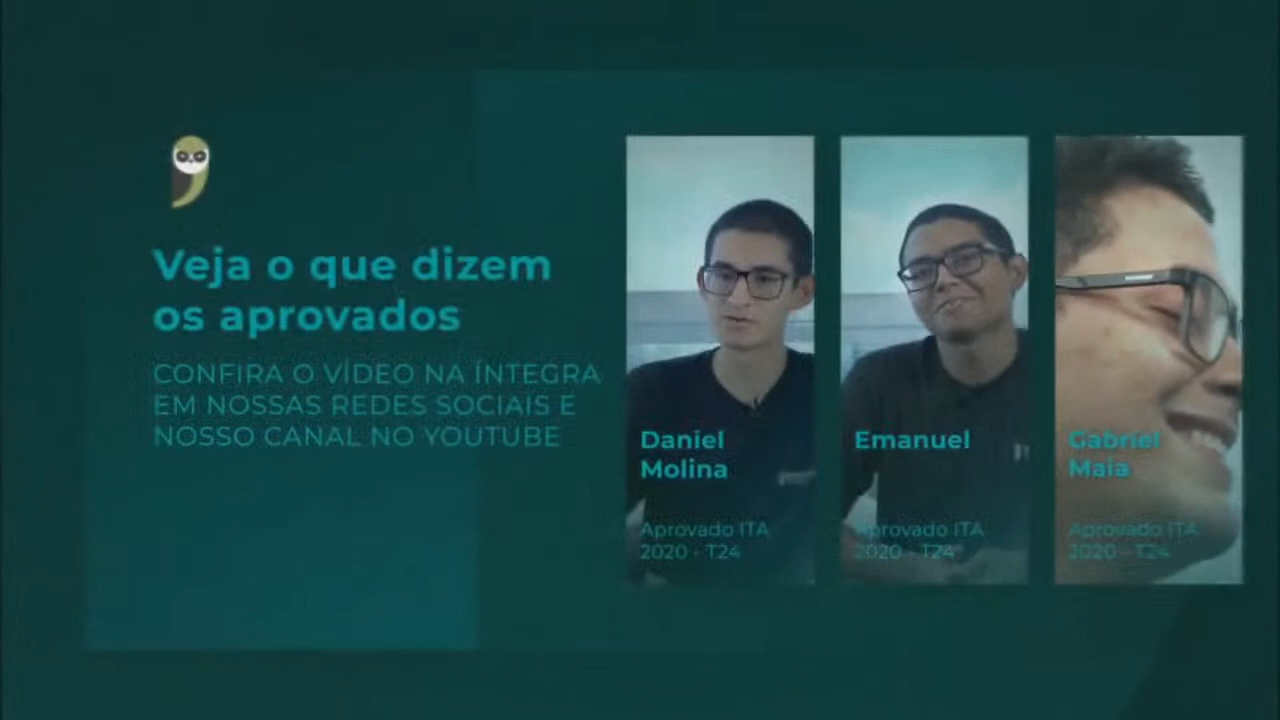 Veja o que dizem
os aprovados
CONFIRA O VÍDEO NA ÍNTEGRA
EM NOSSAS REDES SOCIAIS E
NOSSO CANAL NO YOUTUBE
Daniel
Molina
Aprovado ITA
2020 - T24
Emanuel
Aprovado ITA
2020 - T24
Gabriel
Maia
Aprovado ITA
2020 - T24